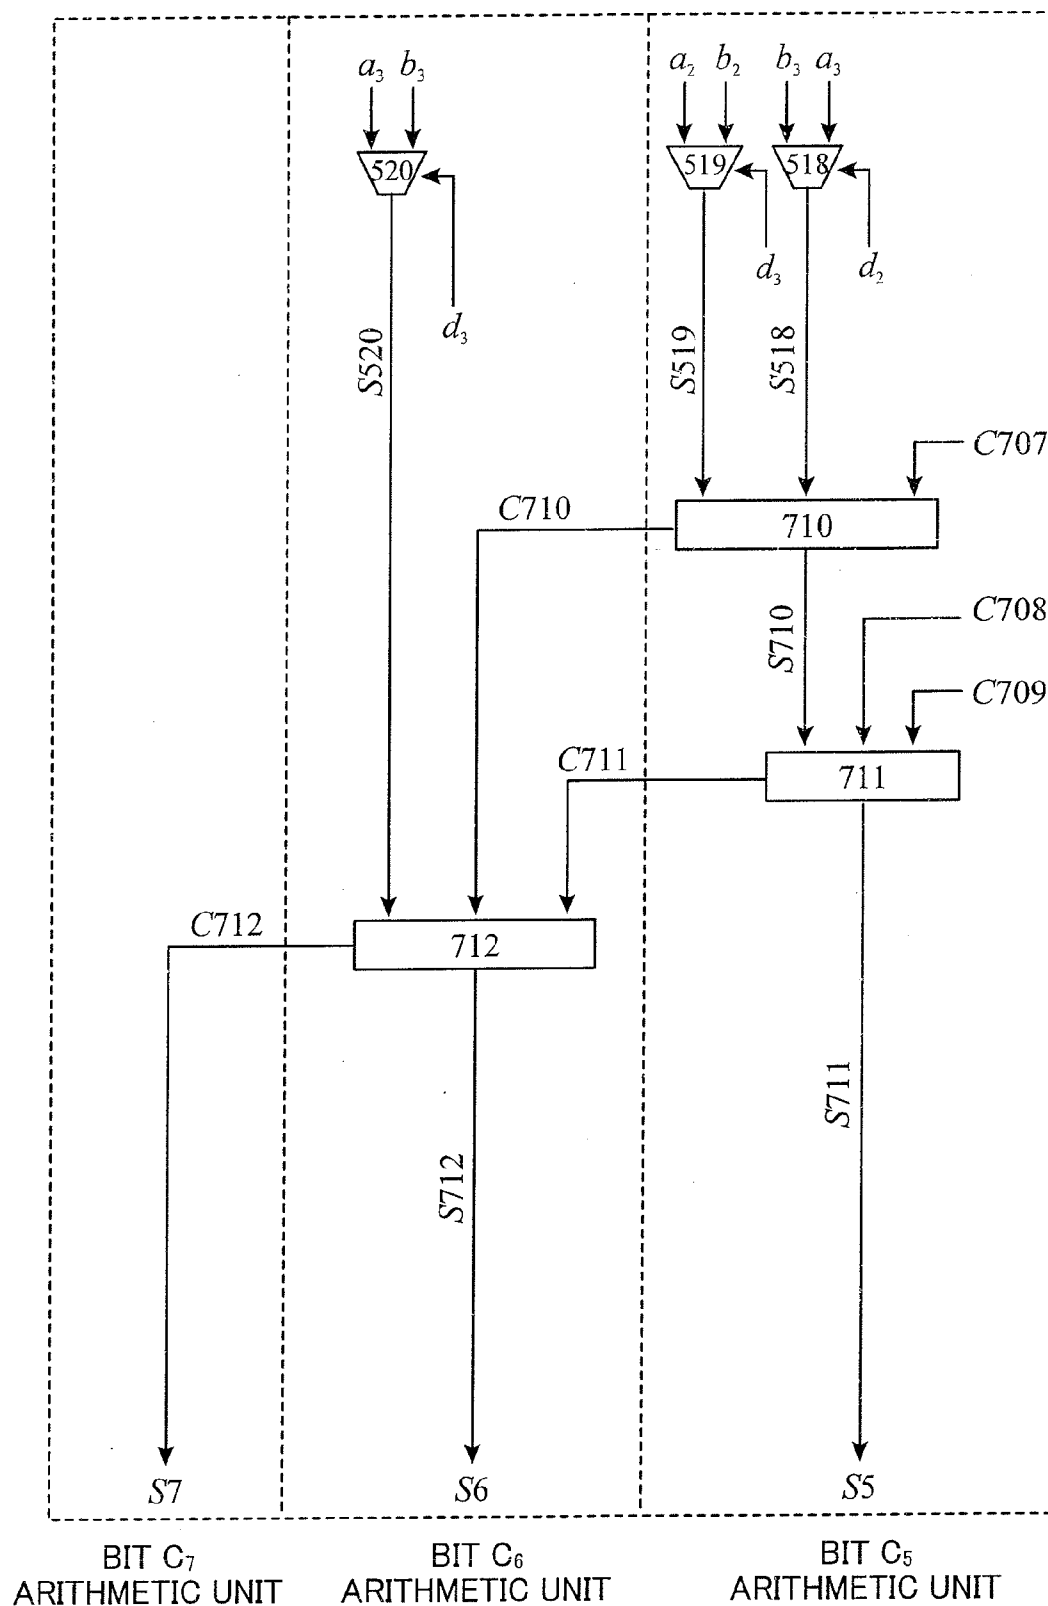 a₃ b₃ a₂ b₂ b₃ a₃
520 519 518
d₃ d₂
d₃
S520 S519 S518
C707
C710
710
C708
S710
C709
C711
711
C712
712
S711
S712
S7 S6 S5
BIT C₇ BIT C₆ BIT C₅
ARITHMETIC UNIT ARITHMETIC UNIT ARITHMETIC UNIT